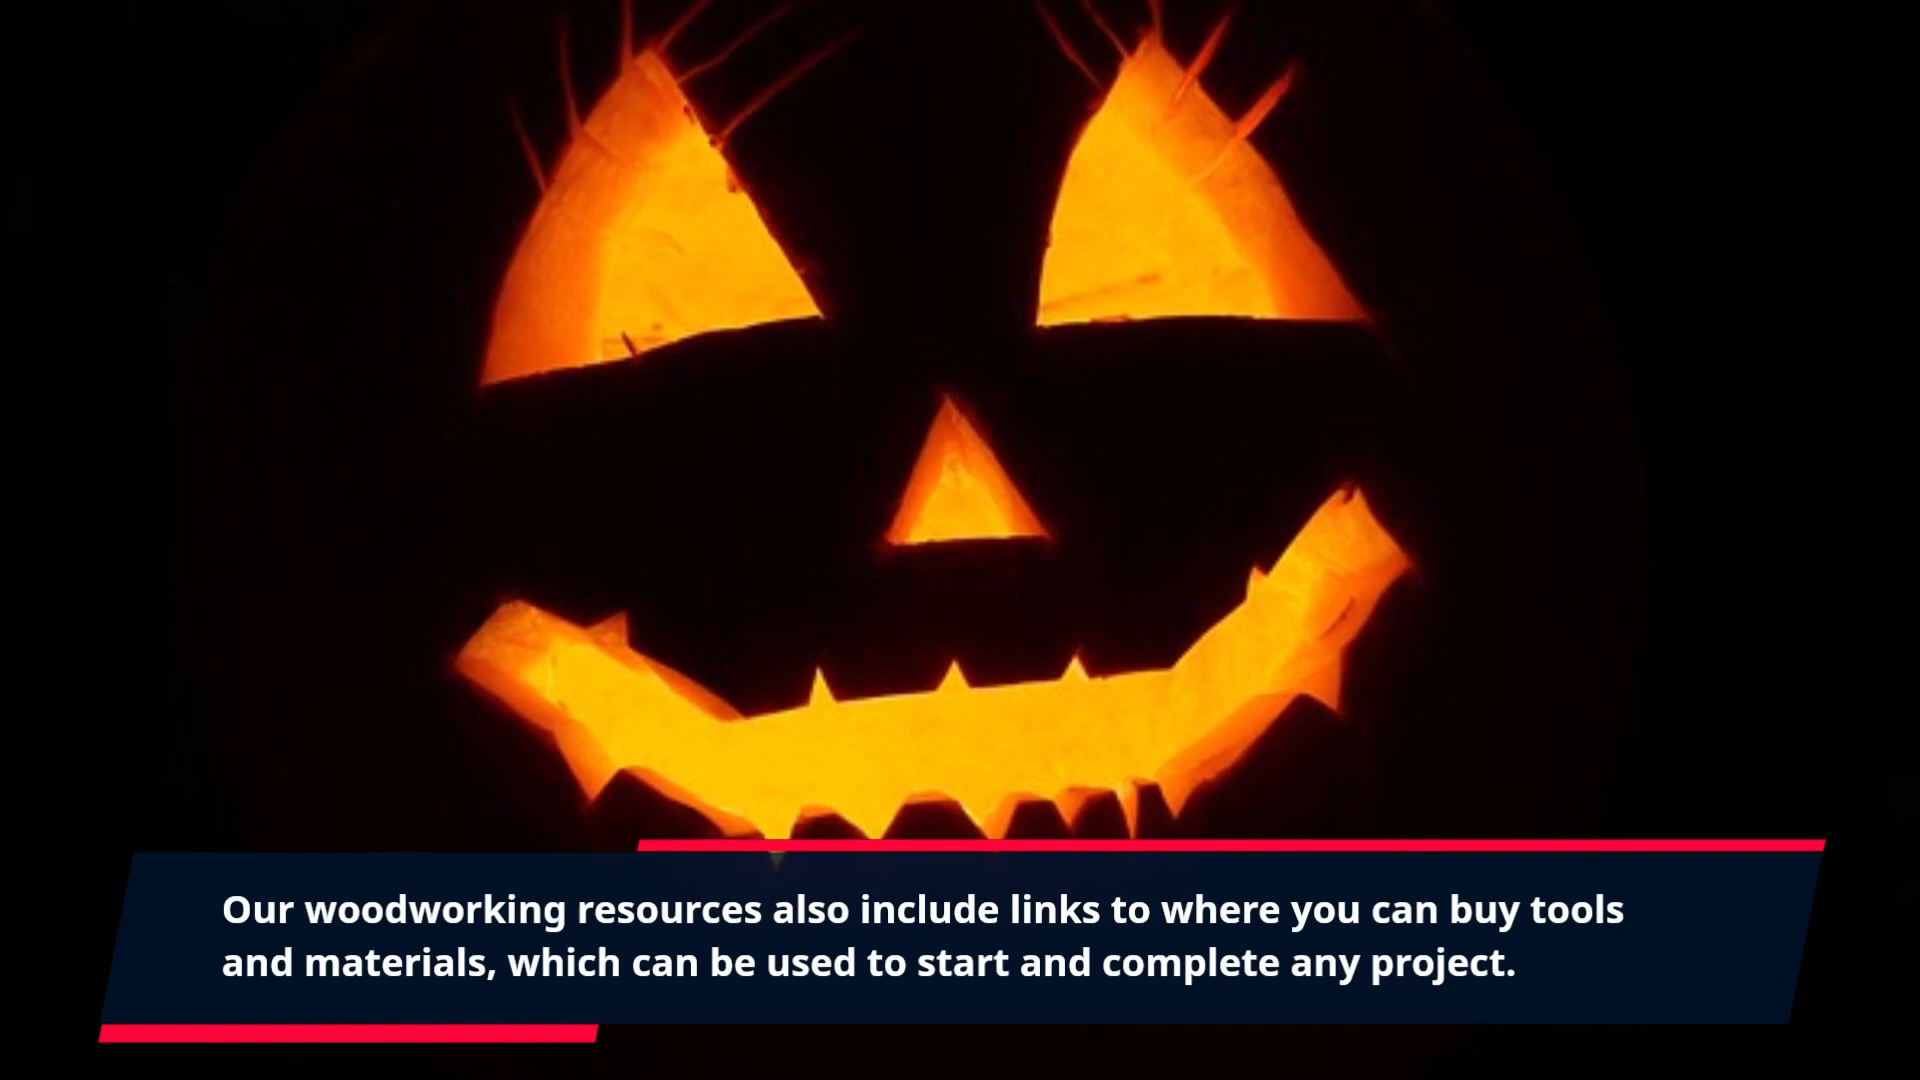 Our woodworking resources also include links to where you can buy tools
and materials, which can be used to start and complete any project.